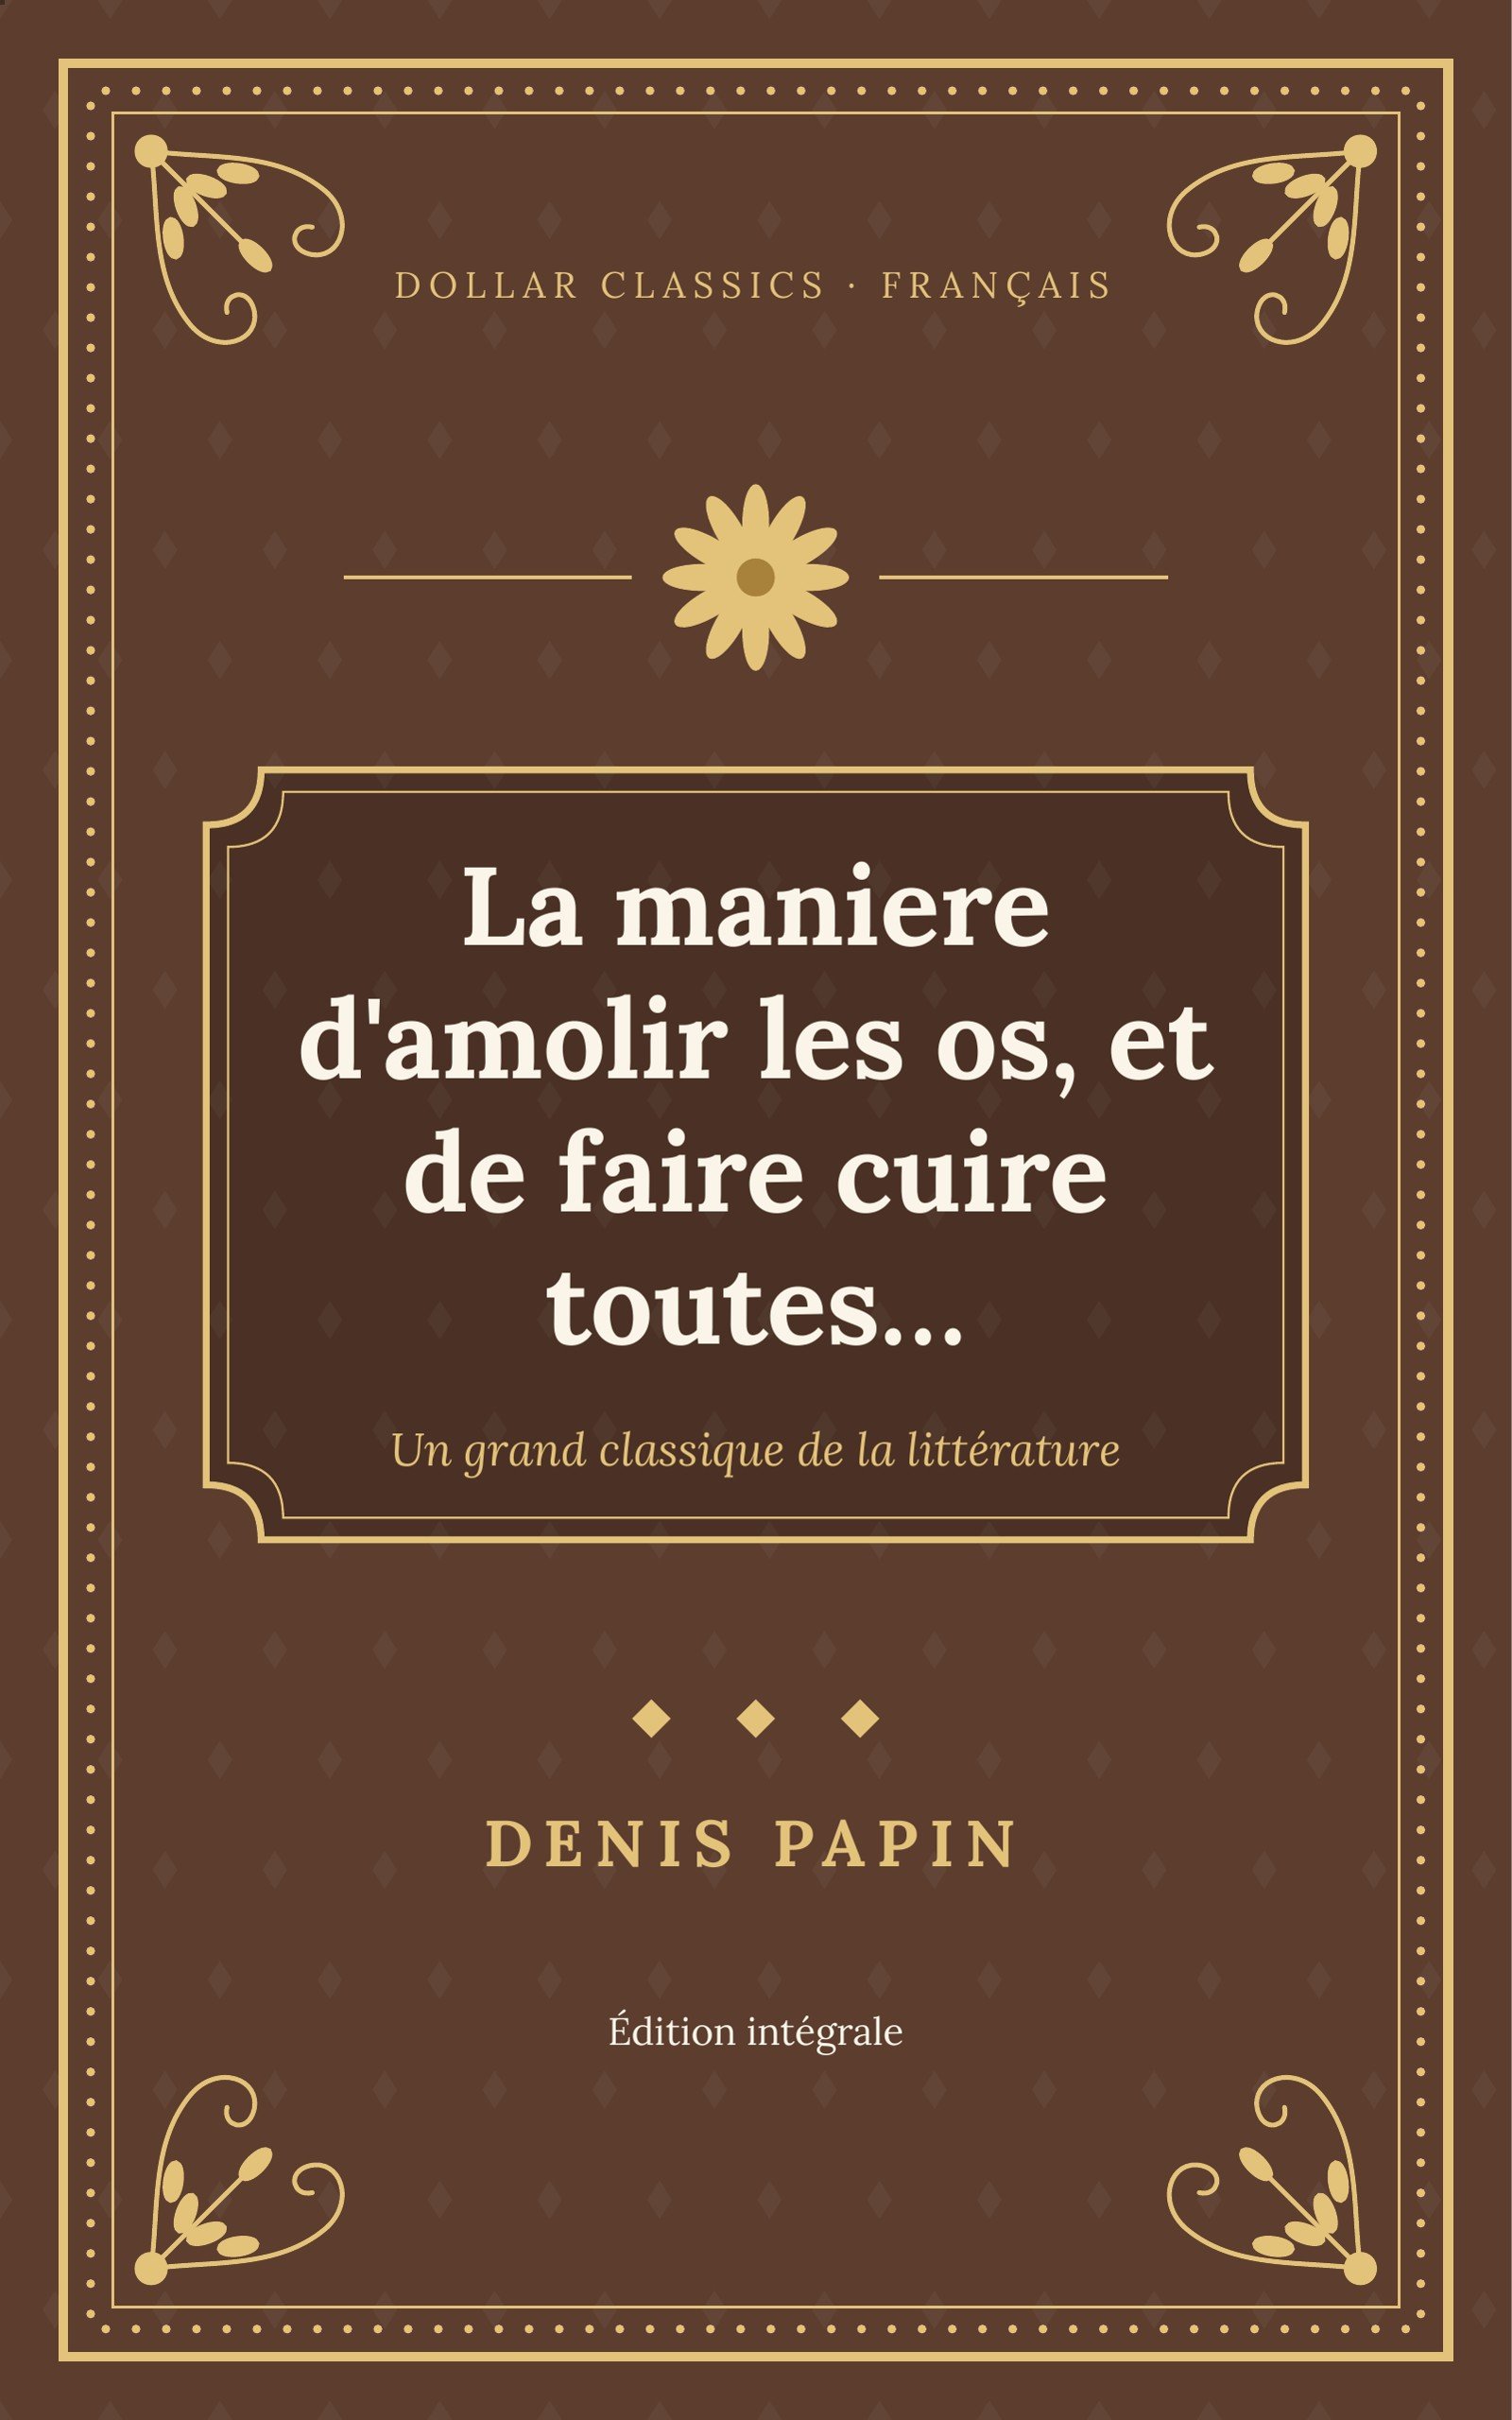 DOLLAR CLASSICS · FRANÇAIS
La maniere
d'amolir les os, et
de faire cuire
toutes...
Un grand classique de la littérature
DENIS PAPIN
Édition intégrale